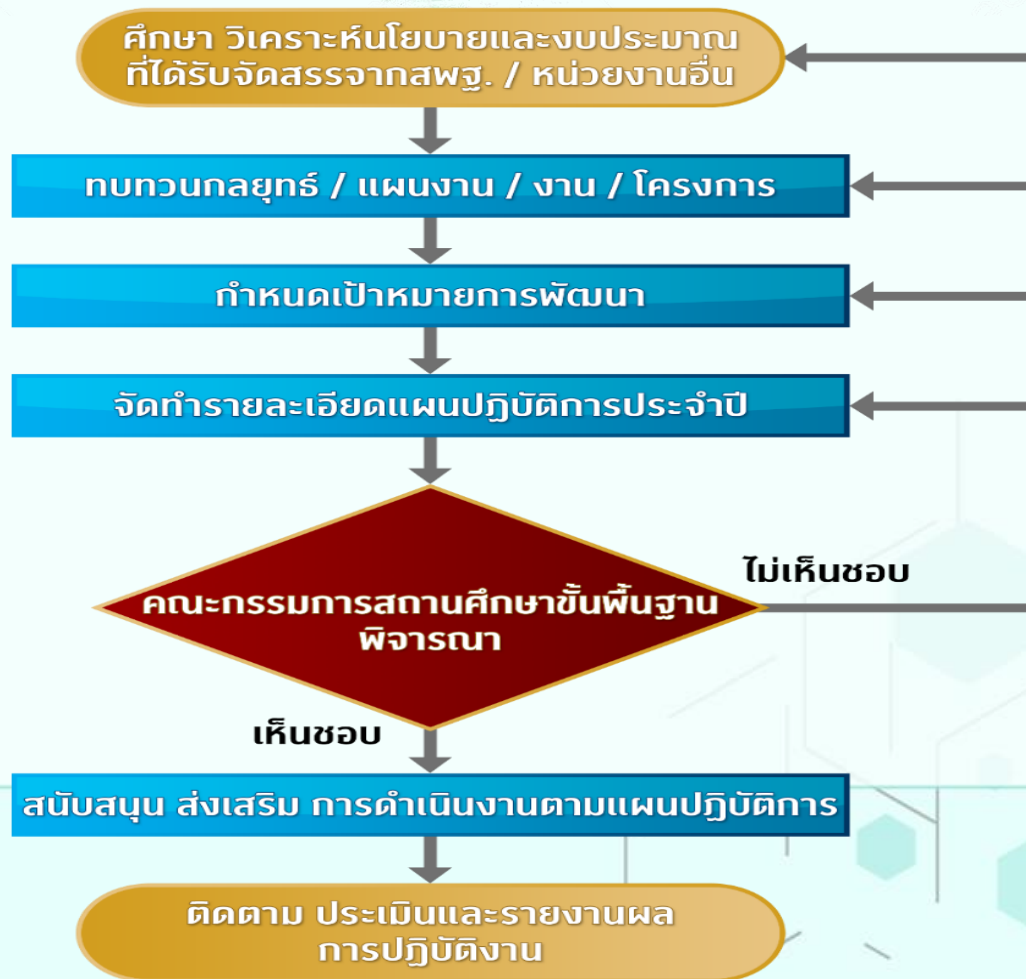 ศึกษา วิเคราะห์นโยบายและงบประมาณ
ที่ได้รับจัดสรรจากสพฐ. / หน่วยงานอื่น
ทบทวนกลยุทธ์ / แผนงาน / งาน / โครงการ
กำหนดเป้าหมายการพัฒนา
จัดทำรายละเอียดแผนปฏิบัติการประจำปี
ไม่เห็นชอบ
คณะกรรมการสถานศึกษาขั้นพื้นฐาน
พิจารณา
เห็นชอบ
สนับสนุน ส่งเสริม การดำเนินงานตามแผนปฏิบัติการ
ติดตาม ประเมินและรายงานผล
การปฏิบัติงาน